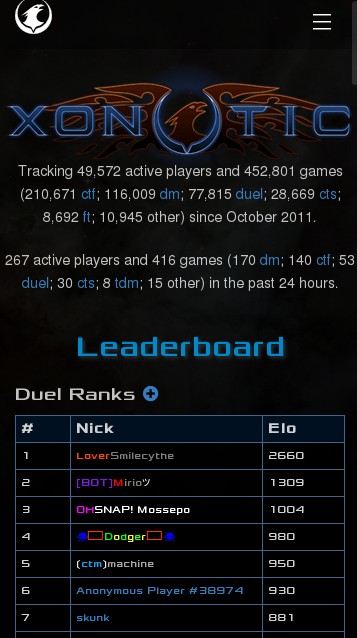 XONOTIC
Tracking 49,572 active players and 452,801 games
(210,671 ctf; 116,009 dm; 77,815 duel; 28,669 cts;
8,692 ft; 10,945 other) since October 2011.
267 active players and 416 games (170 dm; 140 ctf; 53
duel; 30 cts; 8 tdm; 15 other) in the past 24 hours.
Leaderboard
Duel Ranks
# Nick Elo
1 LoverSmilecythe 2660
2 [BOT]Mirioツ 1309
3 OHSNAP! Mossepo 1004
4 Dodger 980
5 (ctm)machine 950
6 Anonymous Player #38974 930
7 skunk 881